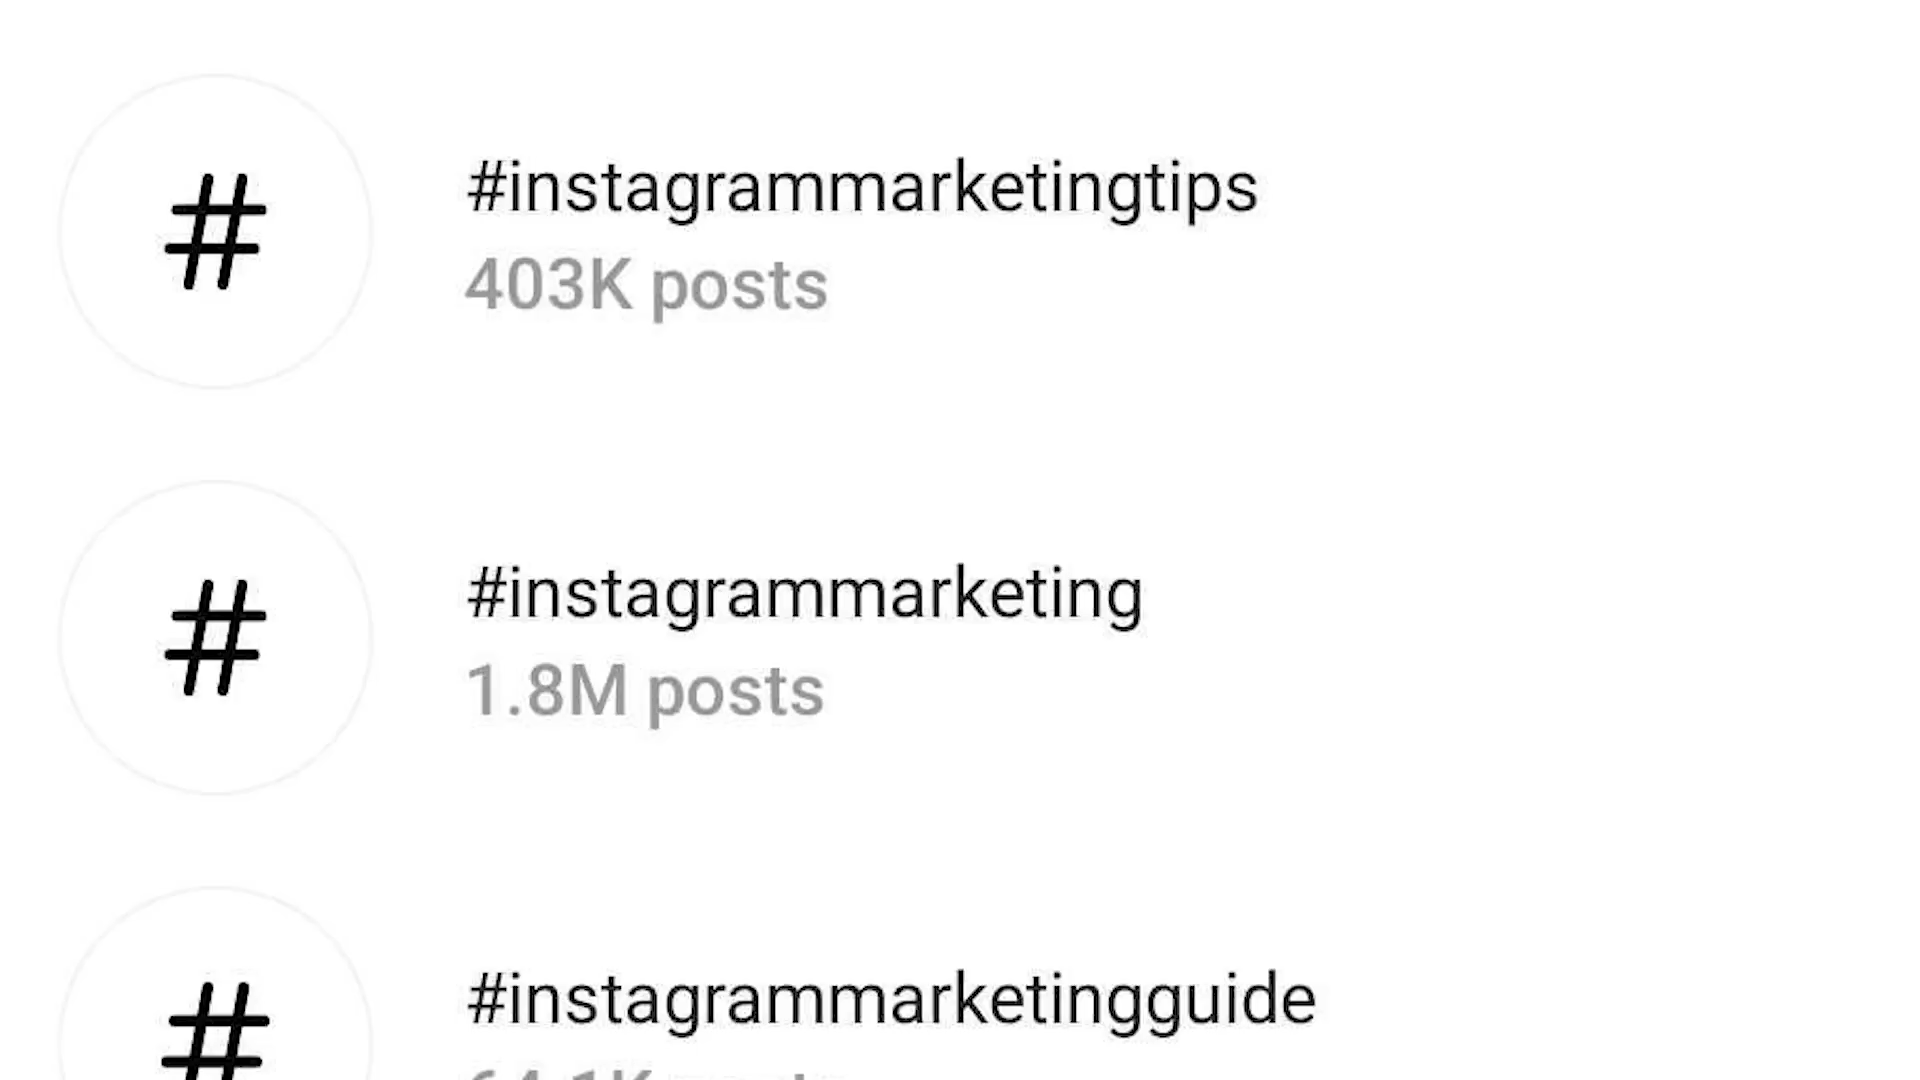 #instagrammarketingtips
403K posts
#instagrammarketing
1.8M posts
#instagrammarketingguide